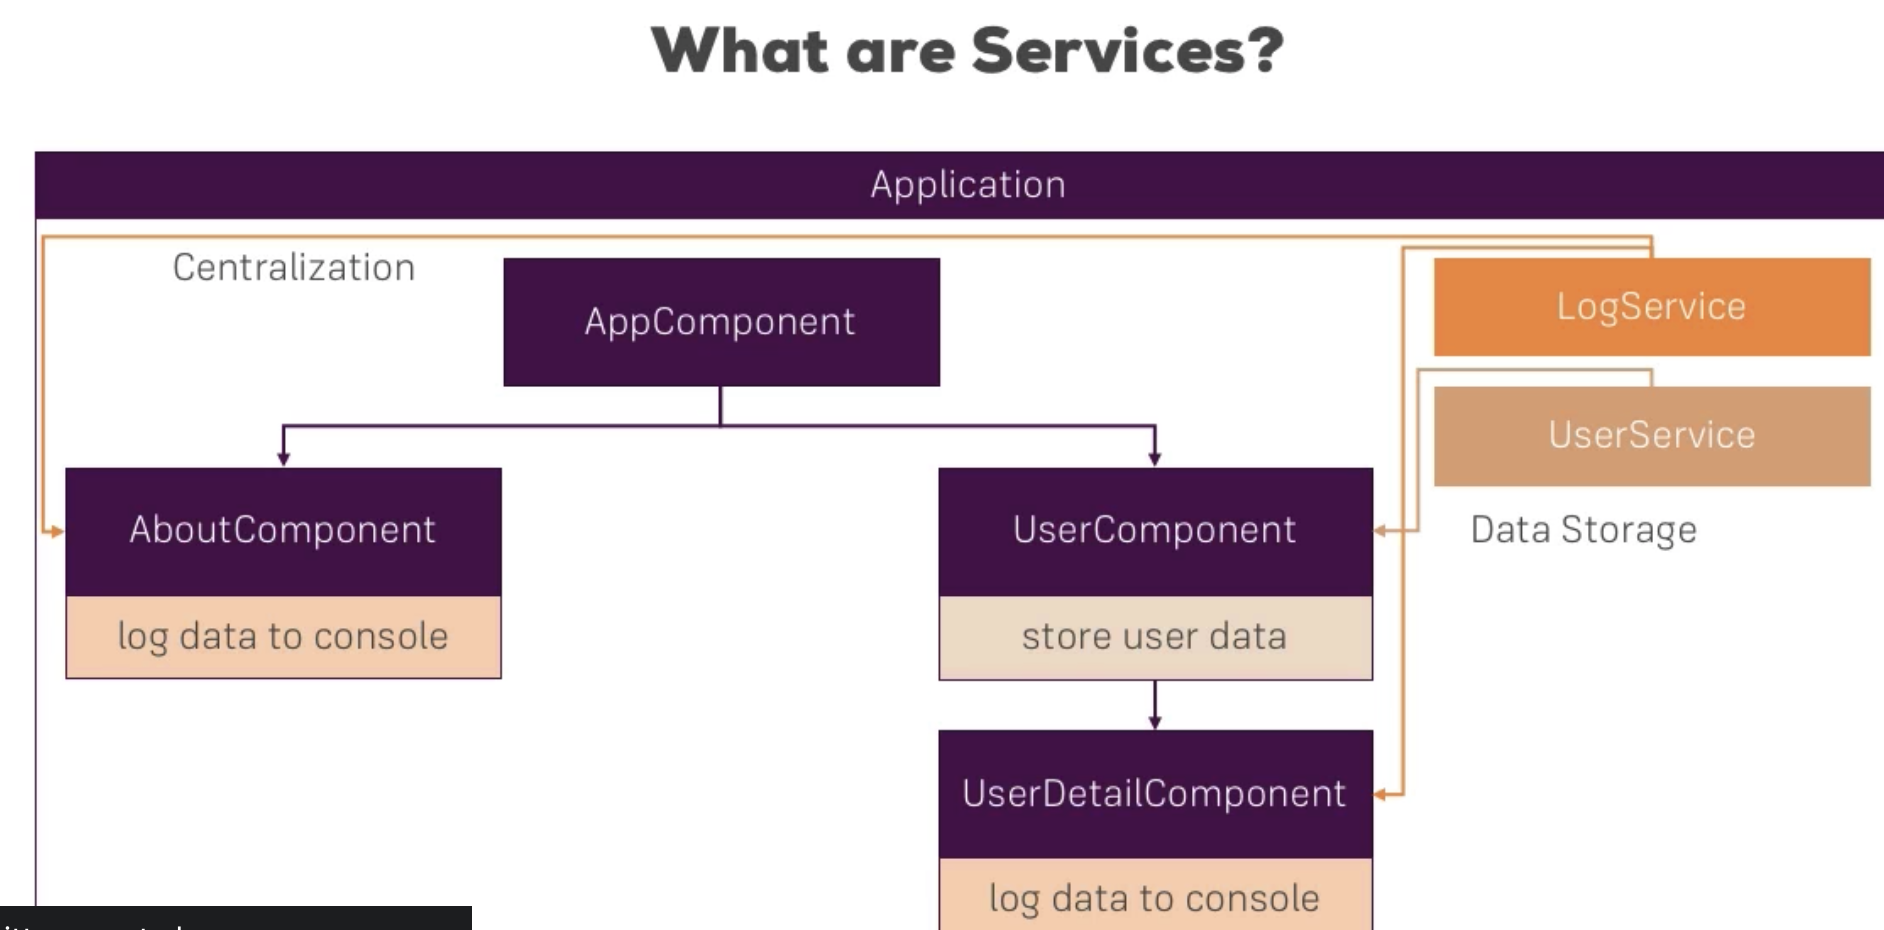 What are Services?
Application
Centralization
AppComponent
LogService
UserService
AboutComponent
UserComponent
Data Storage
log data to console
store user data
UserDetailComponent
log data to console